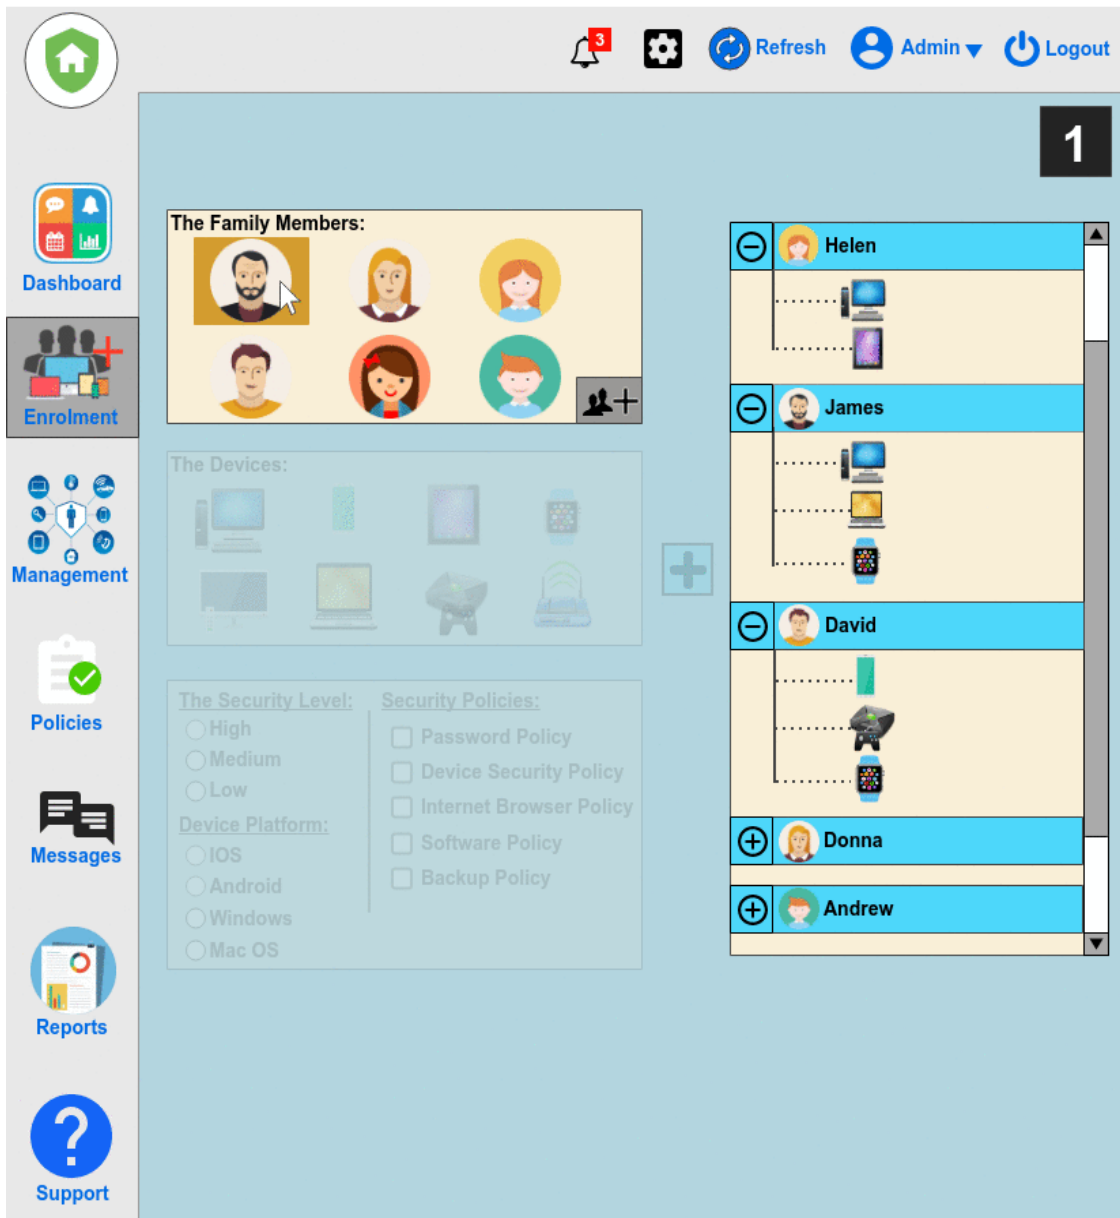 3
Refresh
Admin
Logout
1
Dashboard
Enrolment
Management
Policies
Messages
Reports
Support
The Family Members:
The Devices:
The Security Level:
High
Medium
Low
Device Platform:
IOS
Android
Windows
Mac OS
Security Policies:
Password Policy
Device Security Policy
Internet Browser Policy
Software Policy
Backup Policy
Helen
James
David
Donna
Andrew